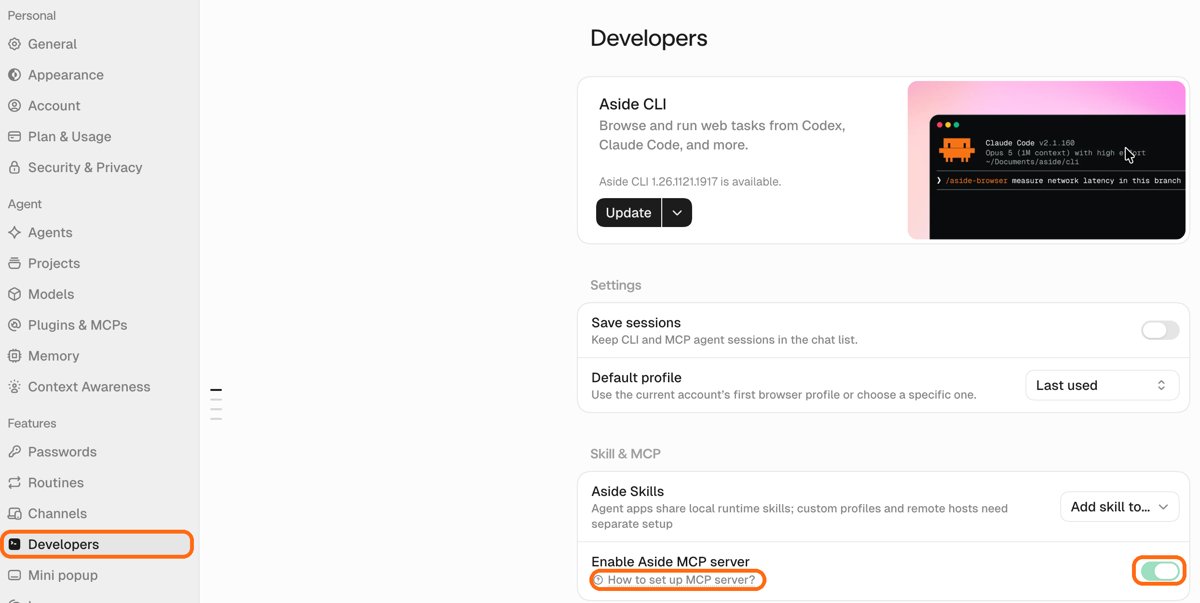 Personal
General
Appearance
Account
Plan & Usage
Security & Privacy
Agent
Agents
Projects
Models
Plugins & MCPs
Memory
Context Awareness
Features
Passwords
Routines
Channels
Developers
Mini popup
Developers
Aside CLI
Browse and run web tasks from Codex,
Claude Code, and more.
Aside CLI 1.26.1121.1917 is available.
Update
Claude Code v2.1.160
Opus 5 (1M context) with high effort
~/Documents/aside/cli
❯ /aside-browser measure network latency in this branch
Settings
Save sessions
Keep CLI and MCP agent sessions in the chat list.
Default profile
Use the current account's first browser profile or choose a specific one.
Last used
Skill & MCP
Aside Skills
Agent apps share local runtime skills; custom profiles and remote hosts need
separate setup
Add skill to...
Enable Aside MCP server
How to set up MCP server?